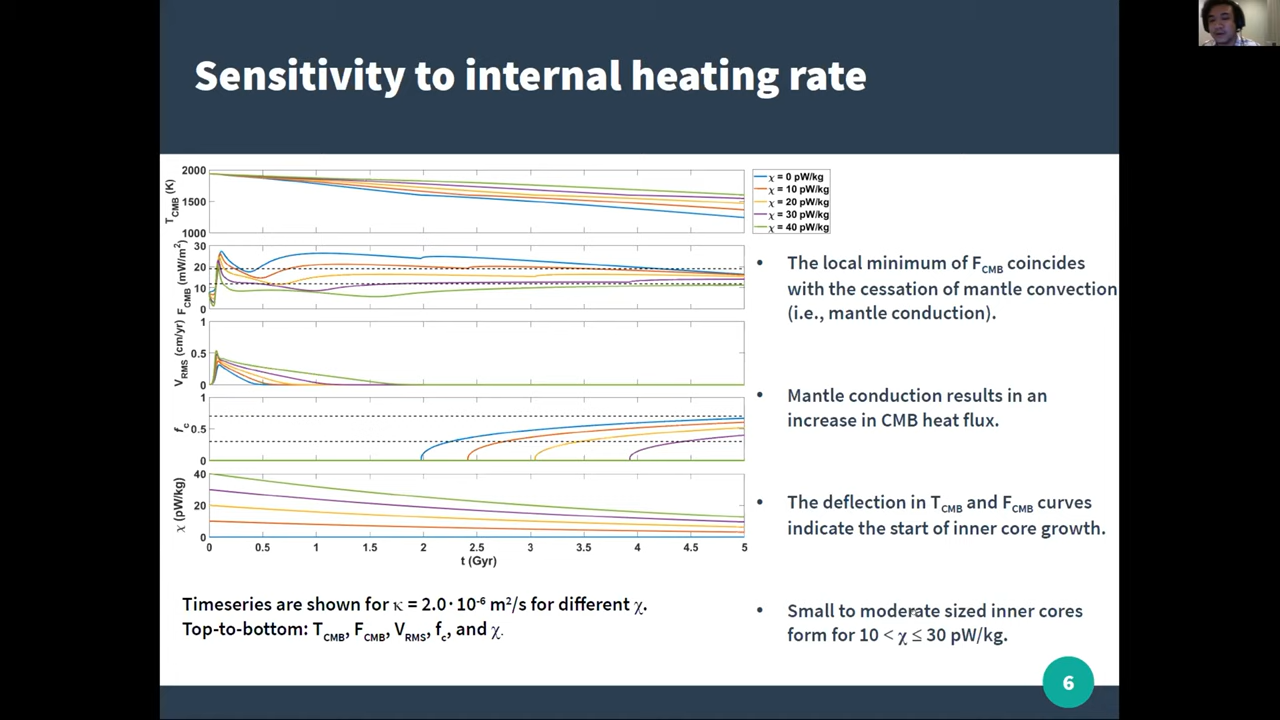 Sensitivity to internal heating rate
2000
1500
1000
T_CMB (K)
χ = 0 pW/kg
χ = 10 pW/kg
χ = 20 pW/kg
χ = 30 pW/kg
χ = 40 pW/kg
30
20
10
0
F_CMB (mW/m²)
1
0.5
0
V_RMS (cm/yr)
1
0.5
0
f_c
40
20
0
χ (pW/kg)
0 0.5 1 1.5 2 2.5 3 3.5 4 4.5 5
t (Gyr)
Timeseries are shown for κ = 2.0·10⁻⁶ m²/s for different χ.
Top-to-bottom: T_CMB, F_CMB, V_RMS, f_c, and χ.
• The local minimum of F_CMB coincides
with the cessation of mantle convection
(i.e., mantle conduction).
• Mantle conduction results in an
increase in CMB heat flux.
• The deflection in T_CMB and F_CMB curves
indicate the start of inner core growth.
• Small to moderate sized inner cores
form for 10 < χ ≤ 30 pW/kg.
6